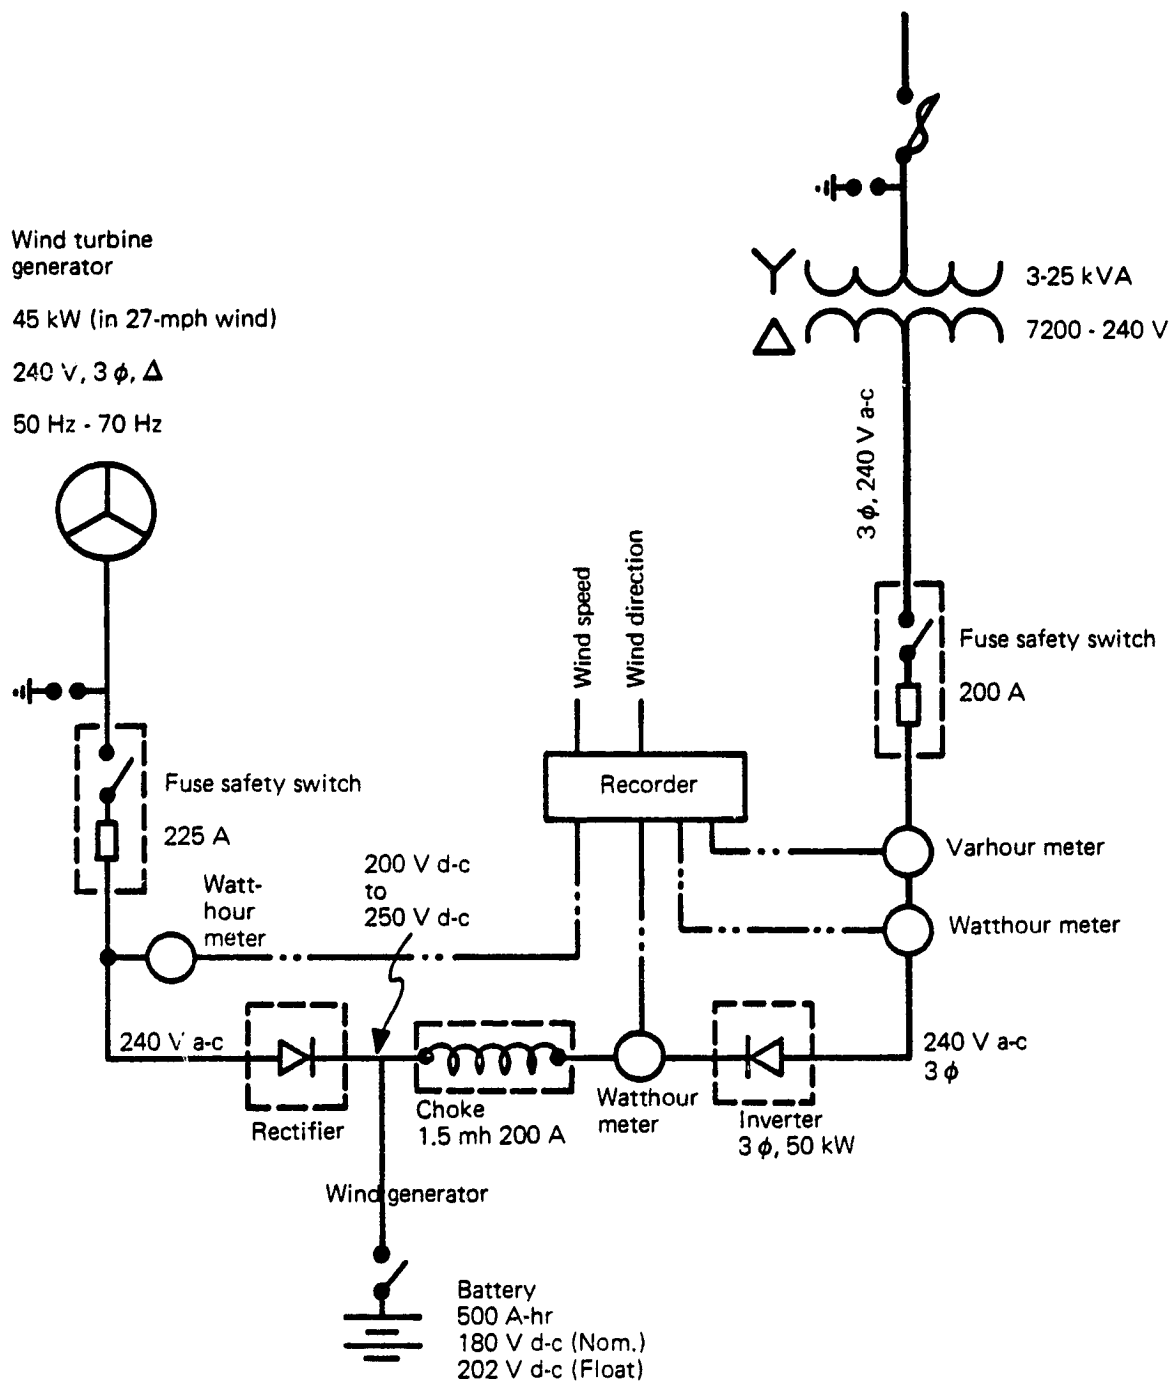 Wind turbine
generator
45 kW (in 27-mph wind)
240 V, 3 ϕ, Δ
50 Hz - 70 Hz
3-25 kVA
7200 - 240 V
3 ϕ, 240 V a-c
Fuse safety switch
200 A
Wind speed
Wind direction
Recorder
Fuse safety switch
225 A
Watt-
hour
meter
200 V d-c
to
250 V d-c
Varhour meter
Watthour meter
240 V a-c
Rectifier
Choke
1.5 mh 200 A
Watthour
meter
Inverter
3 ϕ, 50 kW
240 V a-c
3 ϕ
Wind generator
Battery
500 A-hr
180 V d-c (Nom.)
202 V d-c (Float)